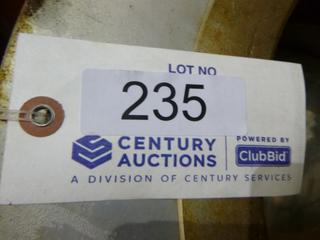 LOT NO
235
CENTURY
AUCTIONS
POWERED BY
ClubBid
A DIVISION OF CENTURY SERVICES